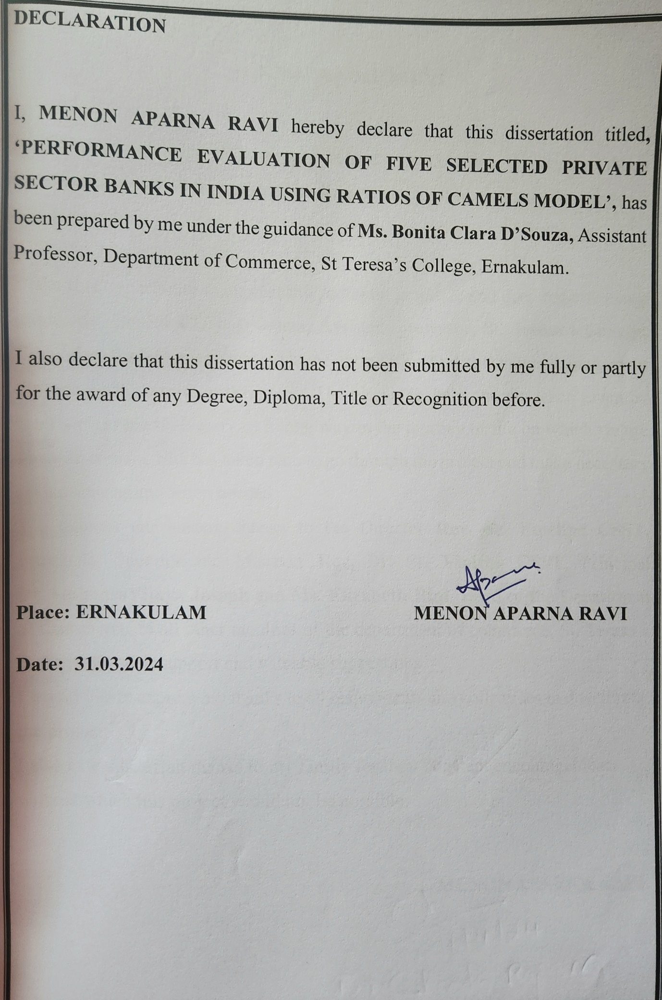 DECLARATION
I, MENON APARNA RAVI hereby declare that this dissertation titled,
‘PERFORMANCE EVALUATION OF FIVE SELECTED PRIVATE
SECTOR BANKS IN INDIA USING RATIOS OF CAMELS MODEL’, has
been prepared by me under the guidance of Ms. Bonita Clara D’Souza, Assistant
Professor, Department of Commerce, St Teresa’s College, Ernakulam.
I also declare that this dissertation has not been submitted by me fully or partly
for the award of any Degree, Diploma, Title or Recognition before.
Aparna
Place: ERNAKULAM MENON APARNA RAVI
Date: 31.03.2024